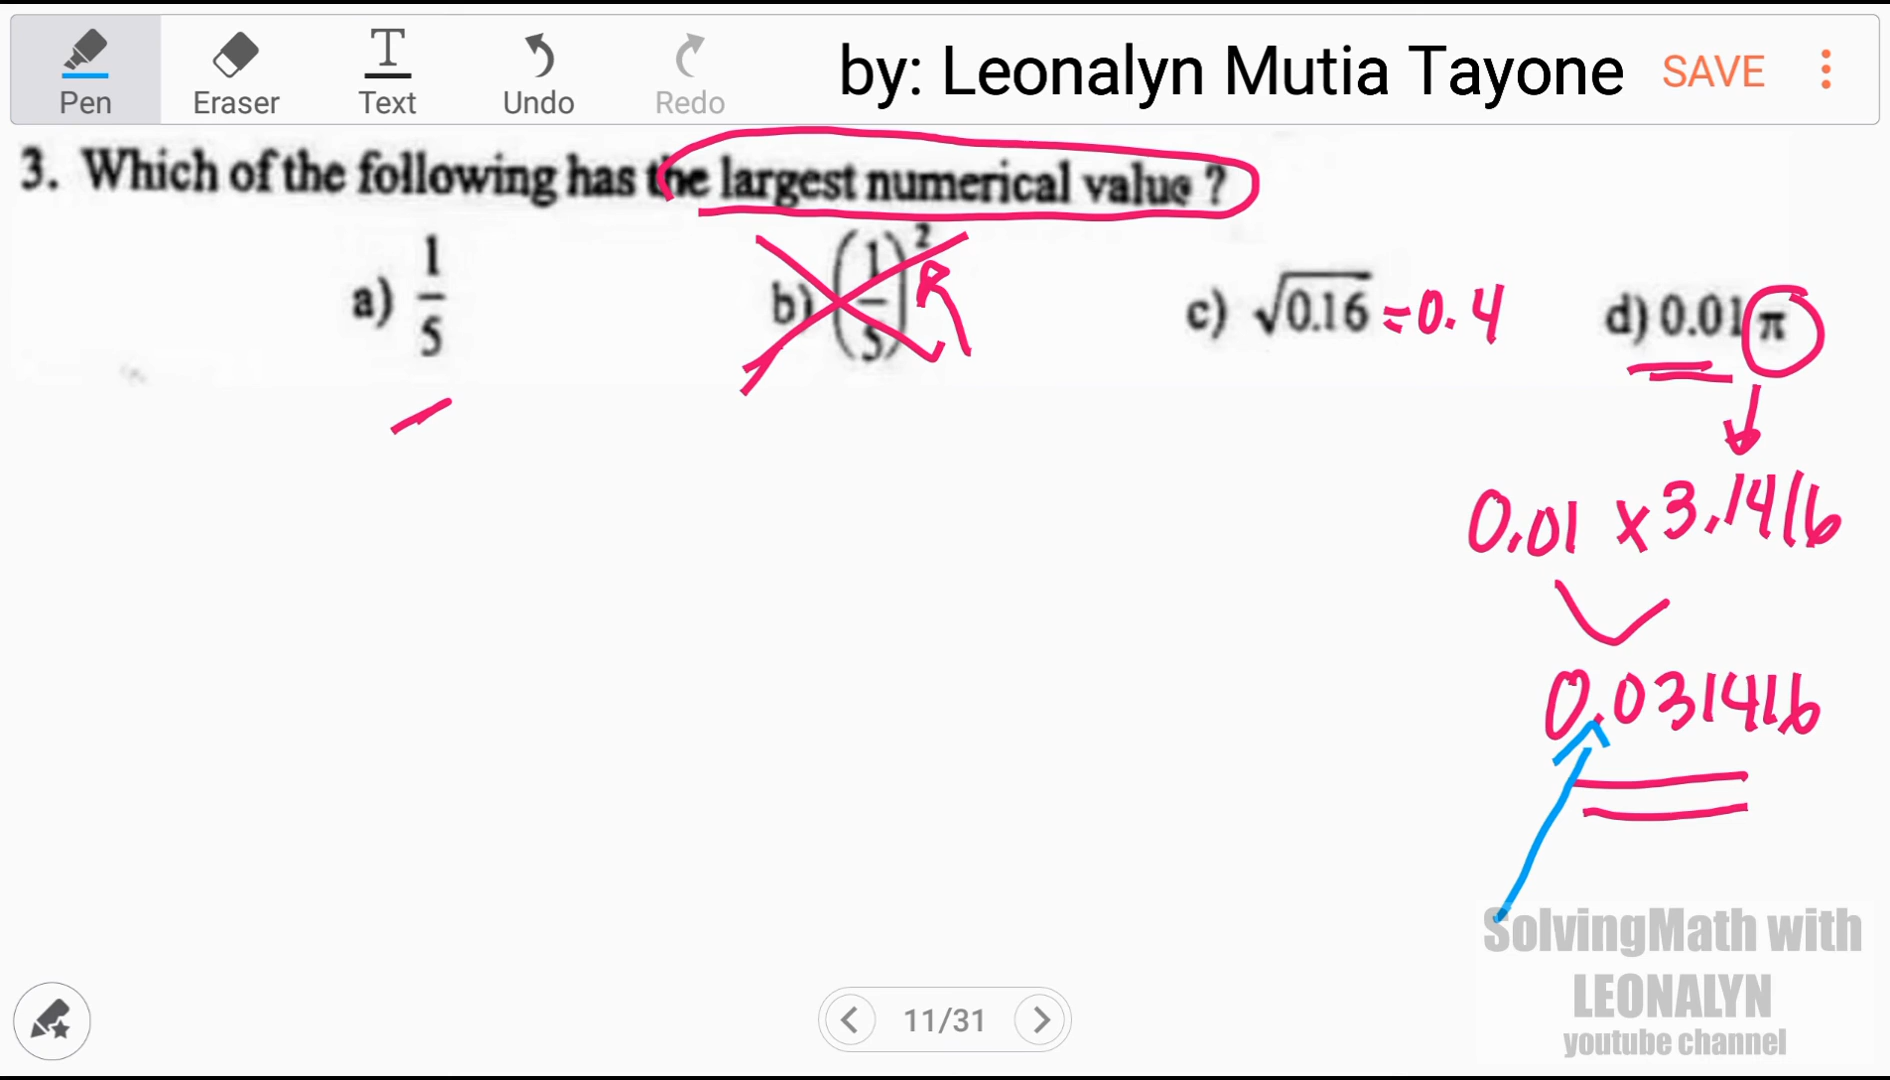 Pen Eraser Text Undo Redo by: Leonalyn Mutia Tayone SAVE
3. Which of the following has the largest numerical value ?
a) 1/5 b) (1/5)² c) √0.16 = 0.4 d) 0.01 π
0.01 x 3.1416
0.031416
SolvingMath with
LEONALYN
youtube channel
11/31